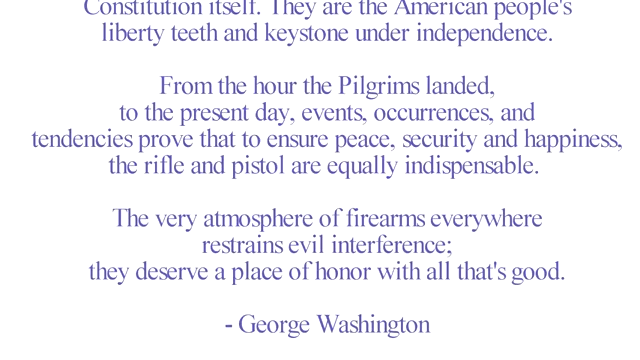 Constitution itself. They are the American people's
liberty teeth and keystone under independence.
From the hour the Pilgrims landed,
to the present day, events, occurrences, and
tendencies prove that to ensure peace, security and happiness,
the rifle and pistol are equally indispensable.
The very atmosphere of firearms everywhere
restrains evil interference;
they deserve a place of honor with all that's good.
- George Washington